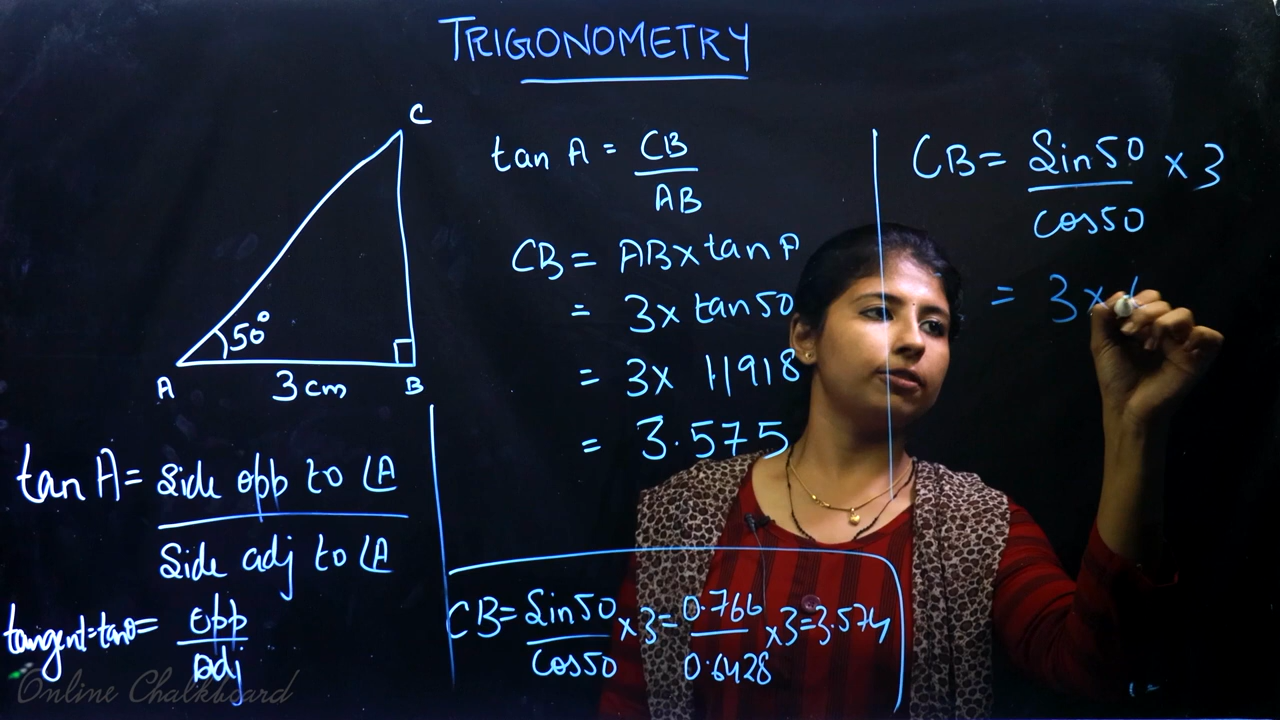 TRIGONOMETRY
C
50°
A
3 cm
B
tan A = Side opp to ∠A
Side adj to ∠A
tangent = tanθ = opp
adj
tan A = CB
AB
CB = AB x tan A
= 3 x tan 50
= 3 x 1.1918
= 3.575
CB = Sin 50 x 3
cos 50
= 3 x
CB = Sin 50 x 3 = 0.766 x 3 = 3.574
cos 50 0.6428
Online Chalkboard